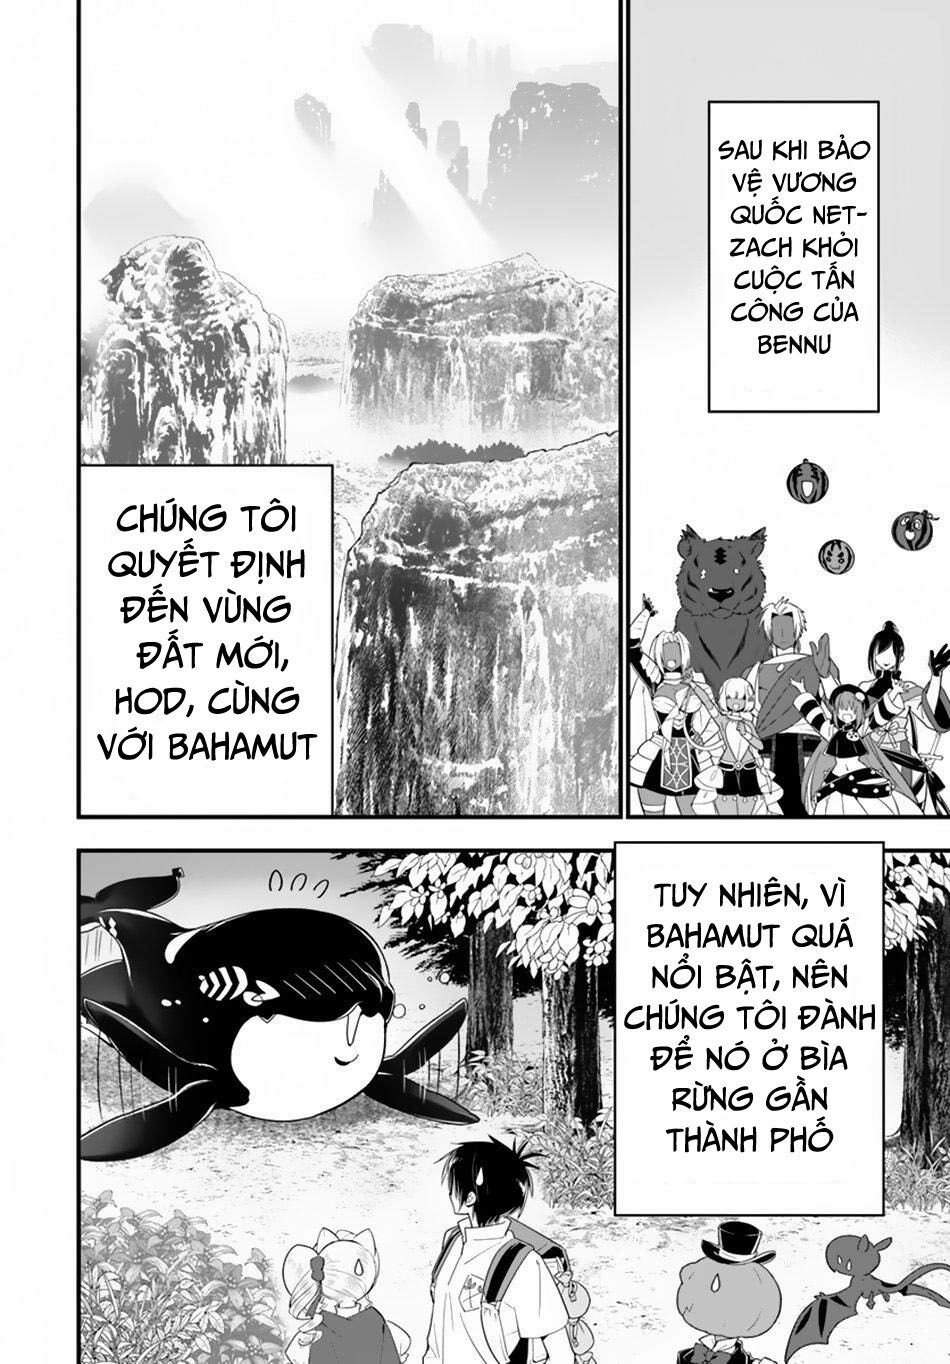 SAU KHI BẢO
VỆ VƯƠNG
QUỐC NET-
ZACH KHỎI
CUỘC TẤN
CÔNG CỦA
BENNU
CHÚNG TÔI
QUYẾT ĐỊNH
ĐẾN VÙNG
ĐẤT MỚI,
HOD, CÙNG
VỚI BAHAMUT
TUY NHIÊN, VÌ
BAHAMUT QUÁ
NỔI BẬT, NÊN
CHÚNG TÔI ĐÀNH
ĐỂ NÓ Ở BÌA
RỪNG GẦN
THÀNH PHỐ